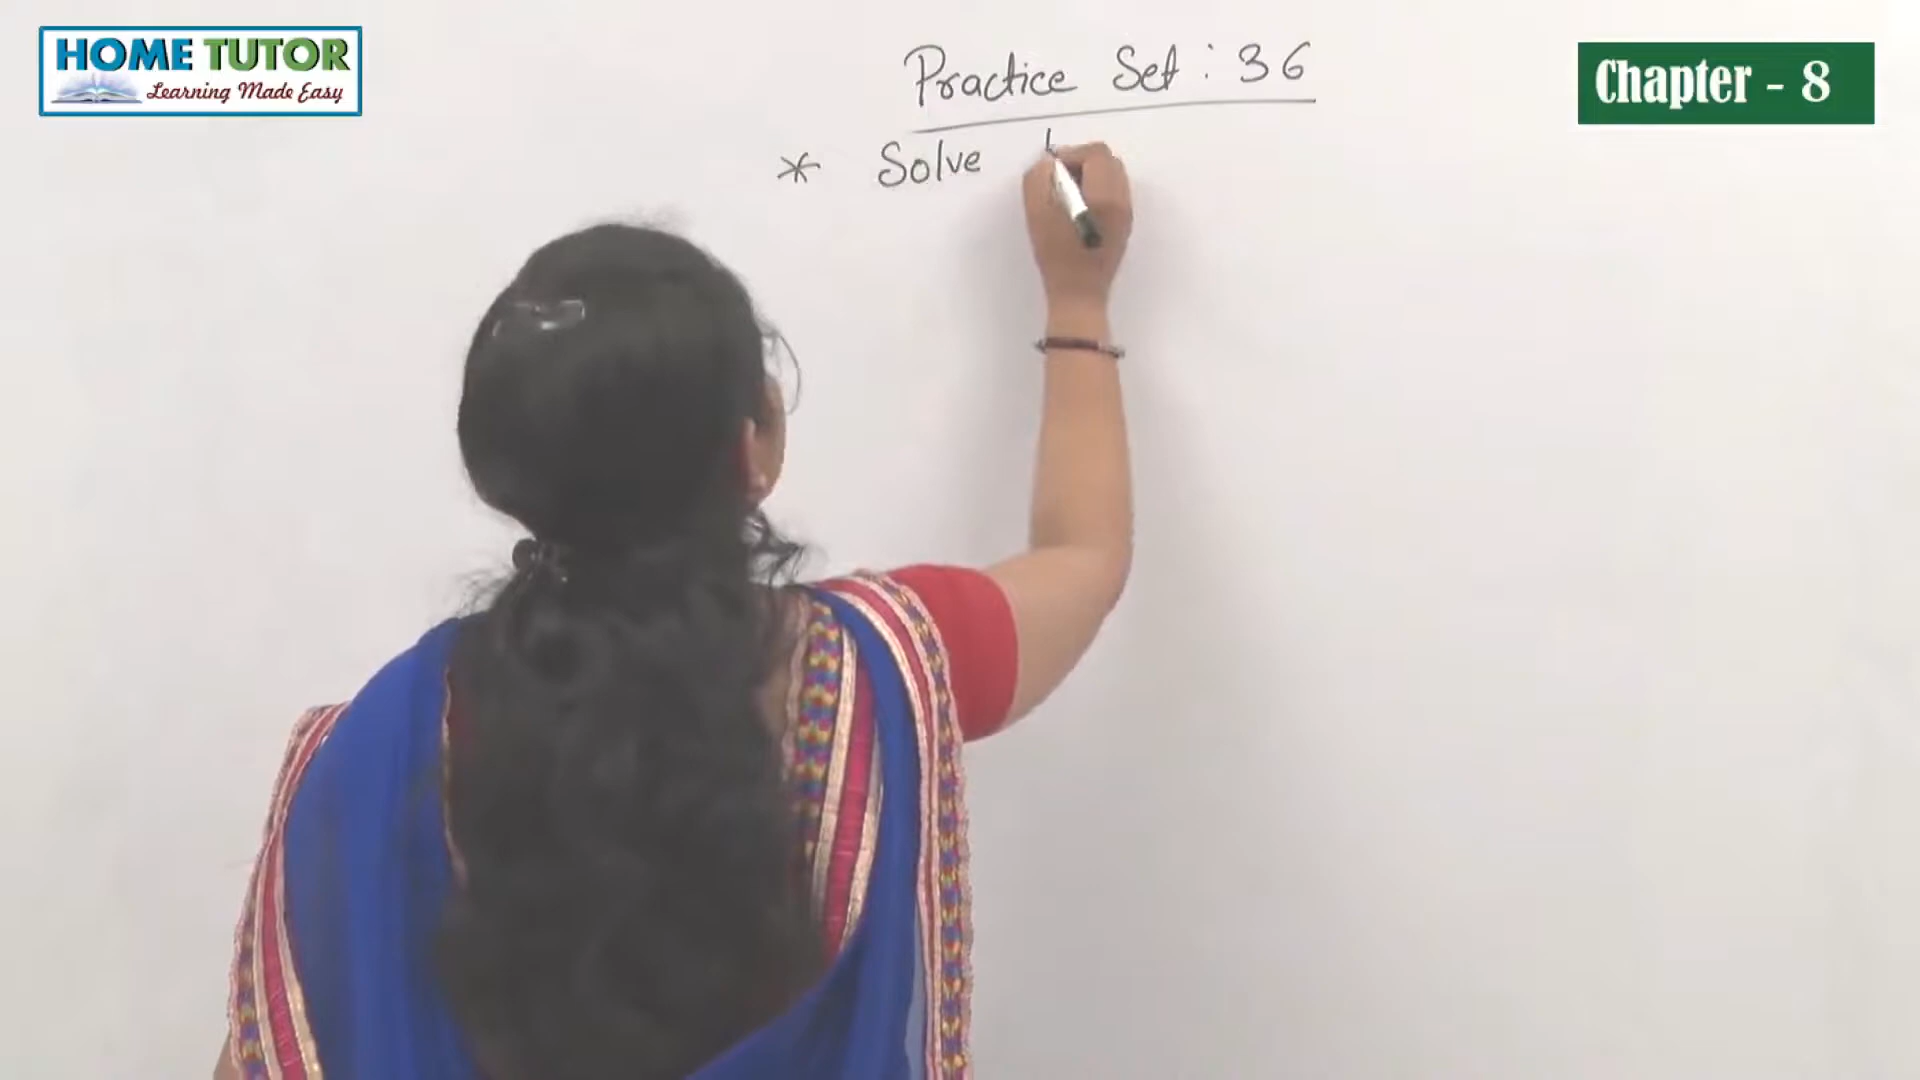 HOME TUTOR
Learning Made Easy
Practice Set : 36
Chapter - 8
* Solve